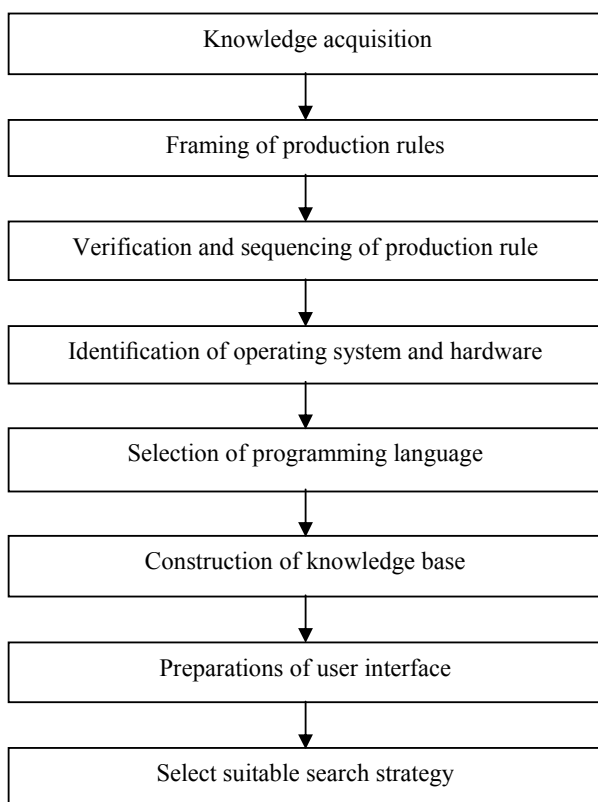 Knowledge acquisition
Framing of production rules
Verification and sequencing of production rule
Identification of operating system and hardware
Selection of programming language
Construction of knowledge base
Preparations of user interface
Select suitable search strategy